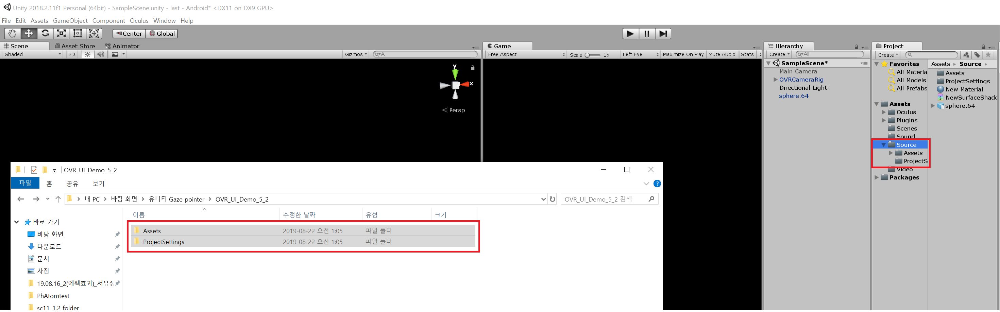 Unity 2018.2.11f1 Personal (64bit) - SampleScene.unity - last - Android* <DX11 on DX9 GPU>
File Edit Assets GameObject Component Oculus Window Help
Center Global
Scene Asset Store Animator
Shaded 2D Gizmos All
y
x
Persp
Game
Free Aspect Scale 1x Left Eye Maximize On Play Mute Audio Stats
Hierarchy
Create All
SampleScene*
Main Camera
OVRCameraRig
Directional Light
sphere.64
Project
Create
Favorites
All Materia
All Models
All Prefabs
Assets
Oculus
Plugins
Scenes
Sound
Source
Assets
ProjectS
Video
Packages
Assets Source
Assets
ProjectSettings
New Material
NewSurfaceShade
sphere.64
OVR_UI_Demo_5_2
파일 홈 공유 보기
내 PC > 바탕 화면 > 유니티 Gaze pointer > OVR_UI_Demo_5_2
OVR_UI_Demo_5_2 검색
이름 수정한 날짜 유형 크기
Assets 2019-08-22 오전 1:05 파일 폴더
ProjectSettings 2019-08-22 오전 1:05 파일 폴더
바로 가기
바탕 화면
다운로드
문서
사진
19.08.16_2(에펙효과)_서유정
PhAtomtest
sc11_1.2 folder